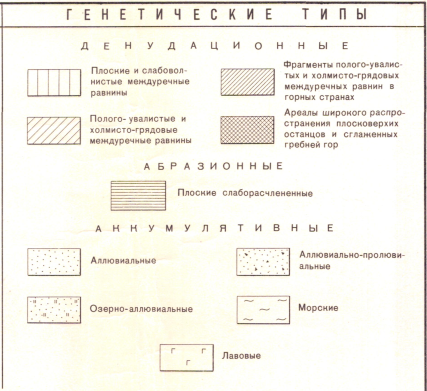 ГЕНЕТИЧЕСКИЕ ТИПЫ
ДЕНУДАЦИОННЫЕ
Плоские и слабовол-
нистые междуречные
равнины
Фрагменты полого-увалис-
тых и холмисто-грядовых
междуречных равнин в
горных странах
Полого- увалистые и
холмисто-грядовые
междуречные равнины
Ареалы широкого распро-
странения плосковерхих
останцов и сглаженных
гребней гор
АБРАЗИОННЫЕ
Плоские слаборасчлененные
АККУМУЛЯТИВНЫЕ
Аллювиальные
Аллювиально-пролюви-
альные
Озерно-аллювиальные
Морские
Лавовые